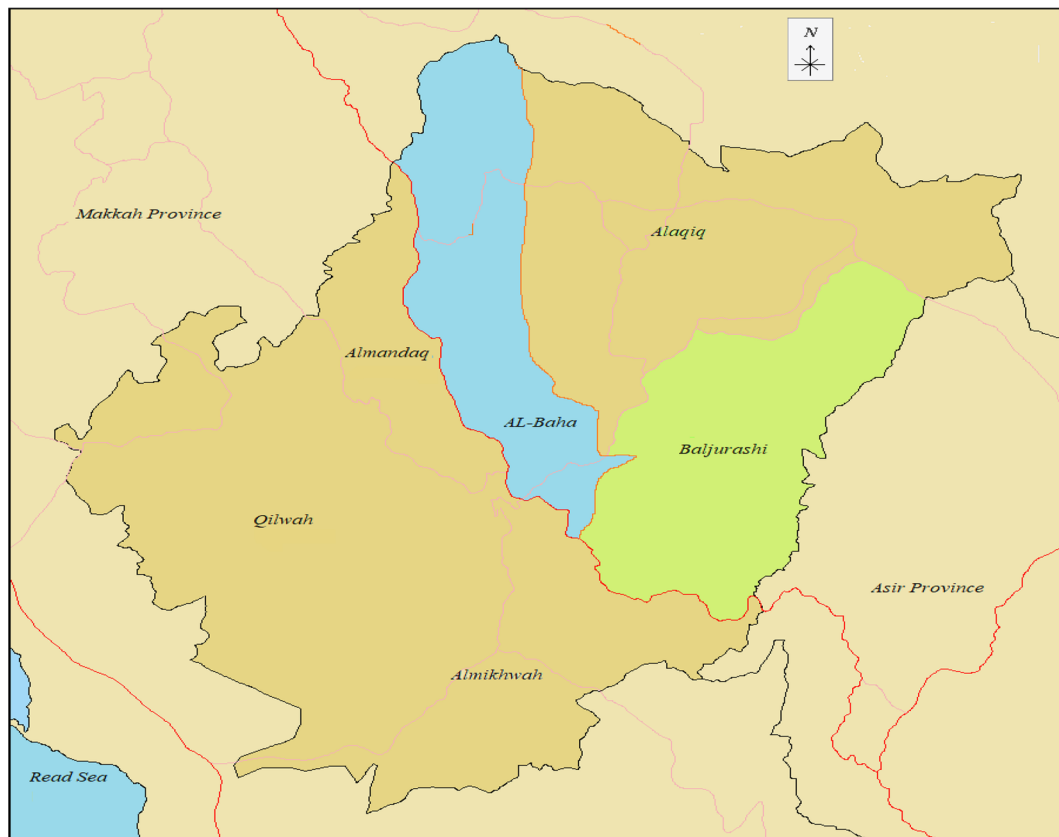 N
Makkah Province
Alaqiq
Almandaq
AL-Baha
Baljurashi
Qilwah
Asir Province
Almikhwah
Read Sea